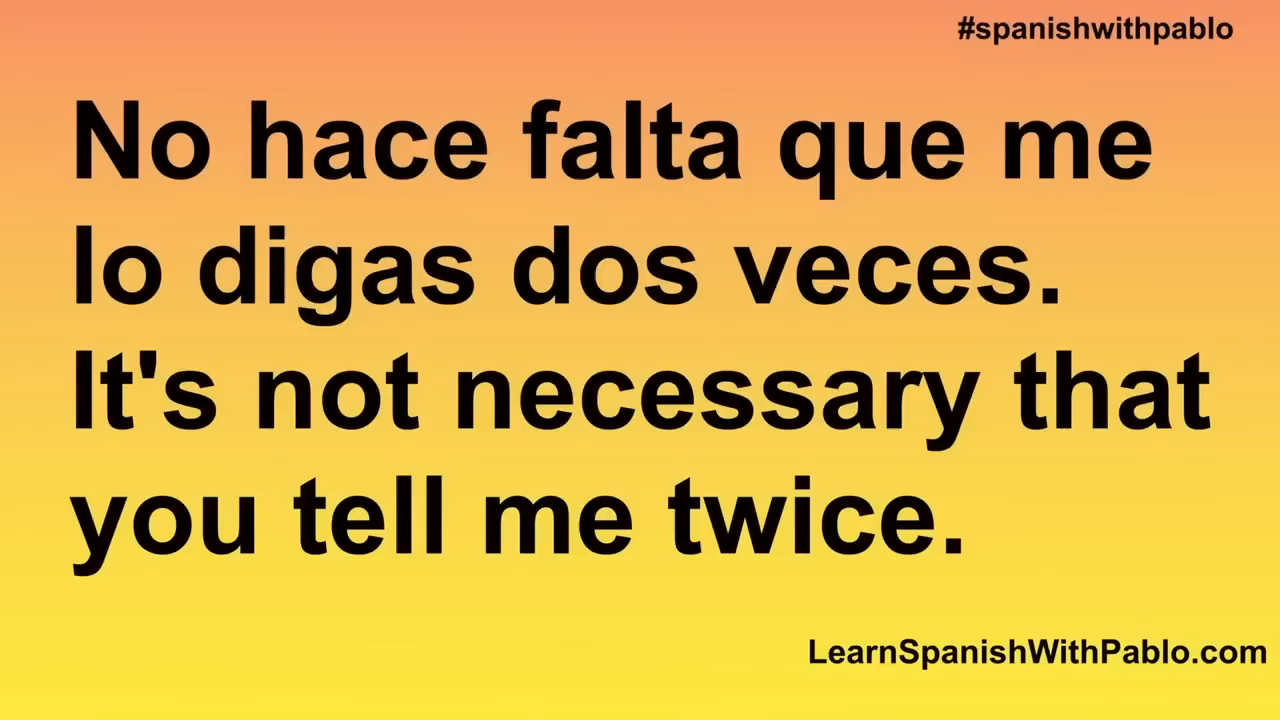 #spanishwithpablo
No hace falta que me
lo digas dos veces.
It's not necessary that
you tell me twice.
LearnSpanishWithPablo.com